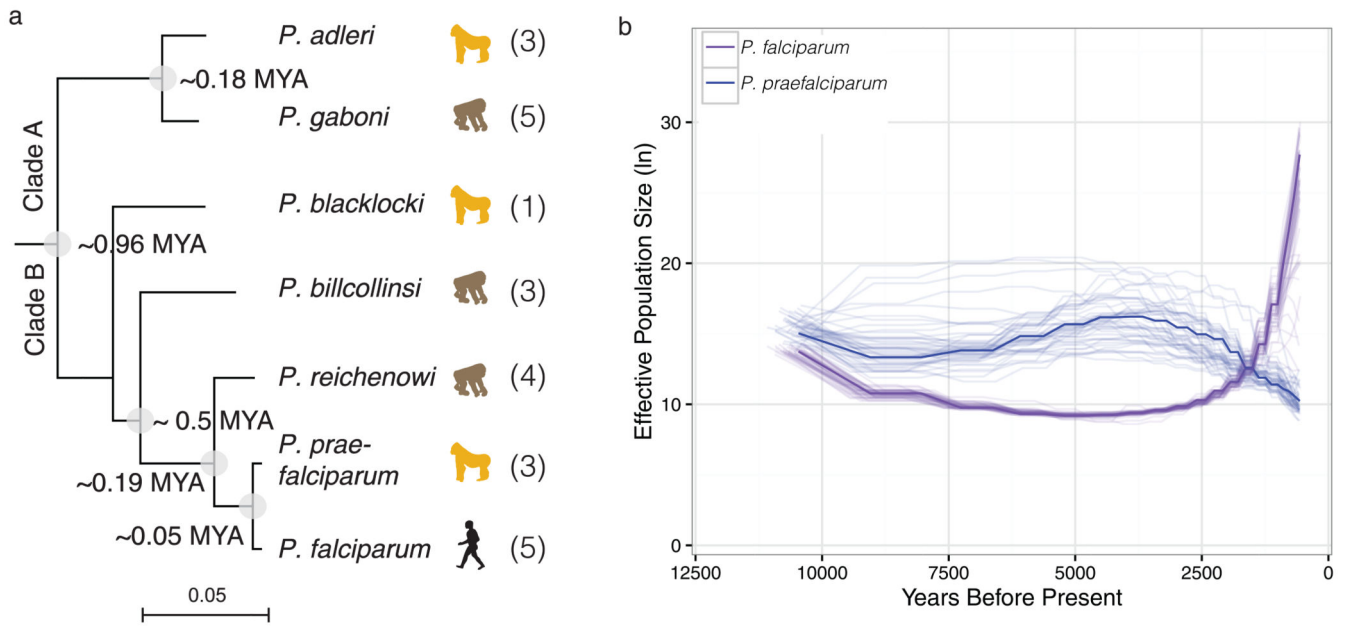 a
P. adleri
(3)
~0.18 MYA
P. gaboni
(5)
Clade A
P. blacklocki
(1)
~0.96 MYA
Clade B
P. billcollinsi
(3)
P. reichenowi
(4)
~ 0.5 MYA
P. prae-
falciparum
(3)
~0.19 MYA
~0.05 MYA
P. falciparum
(5)
0.05
b
P. falciparum
P. praefalciparum
Effective Population Size (ln)
30
20
10
0
12500 10000 7500 5000 2500 0
Years Before Present